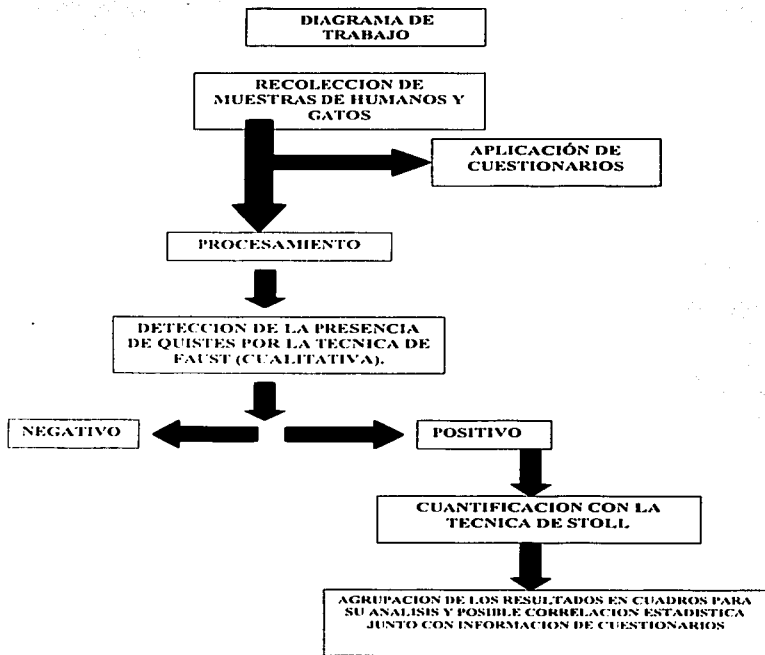 DIAGRAMA DE
TRABAJO
RECOLECCION DE
MUESTRAS DE HUMANOS Y
GATOS
APLICACIÓN DE
CUESTIONARIOS
PROCESAMIENTO
DETECCION DE LA PRESENCIA
DE QUISTES POR LA TECNICA DE
FAUST (CUALITATIVA).
NEGATIVO
POSITIVO
CUANTIFICACION CON LA
TECNICA DE STOLL
AGRUPACION DE LOS RESULTADOS EN CUADROS PARA
SU ANALISIS Y POSIBLE CORRELACION ESTADISTICA
JUNTO CON INFORMACION DE CUESTIONARIOS